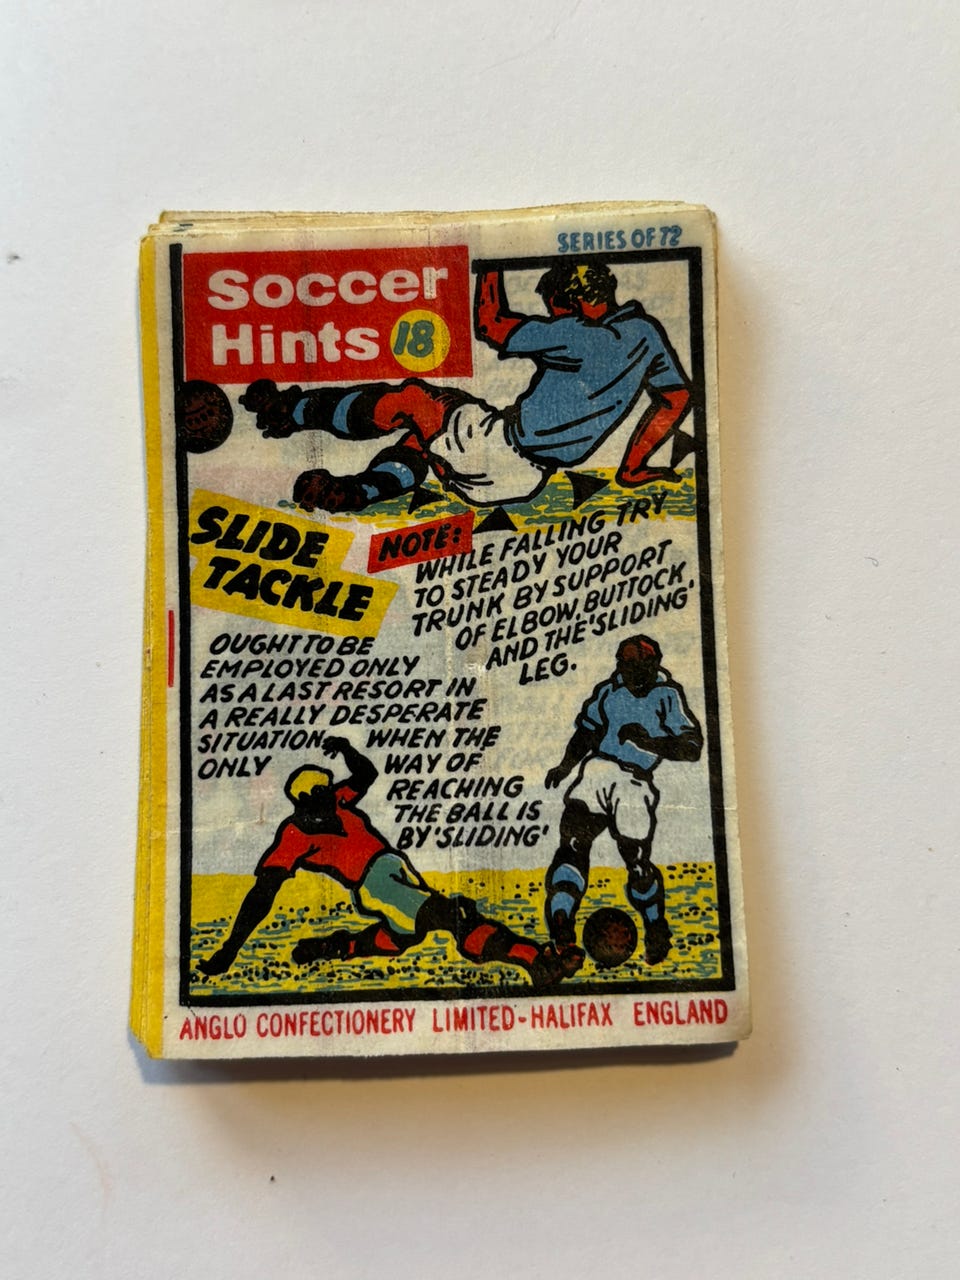 SERIES OF 72
Soccer
Hints 18
SLIDE
TACKLE
NOTE:
WHILE FALLING TRY
TO STEADY YOUR
TRUNK BY SUPPORT
OF ELBOW, BUTTOCK,
AND THE 'SLIDING'
LEG.
OUGHT TO BE
EMPLOYED ONLY
AS A LAST RESORT IN
A REALLY DESPERATE
SITUATION, WHEN THE
ONLY WAY OF
REACHING
THE BALL IS
BY 'SLIDING'
ANGLO CONFECTIONERY LIMITED-HALIFAX ENGLAND